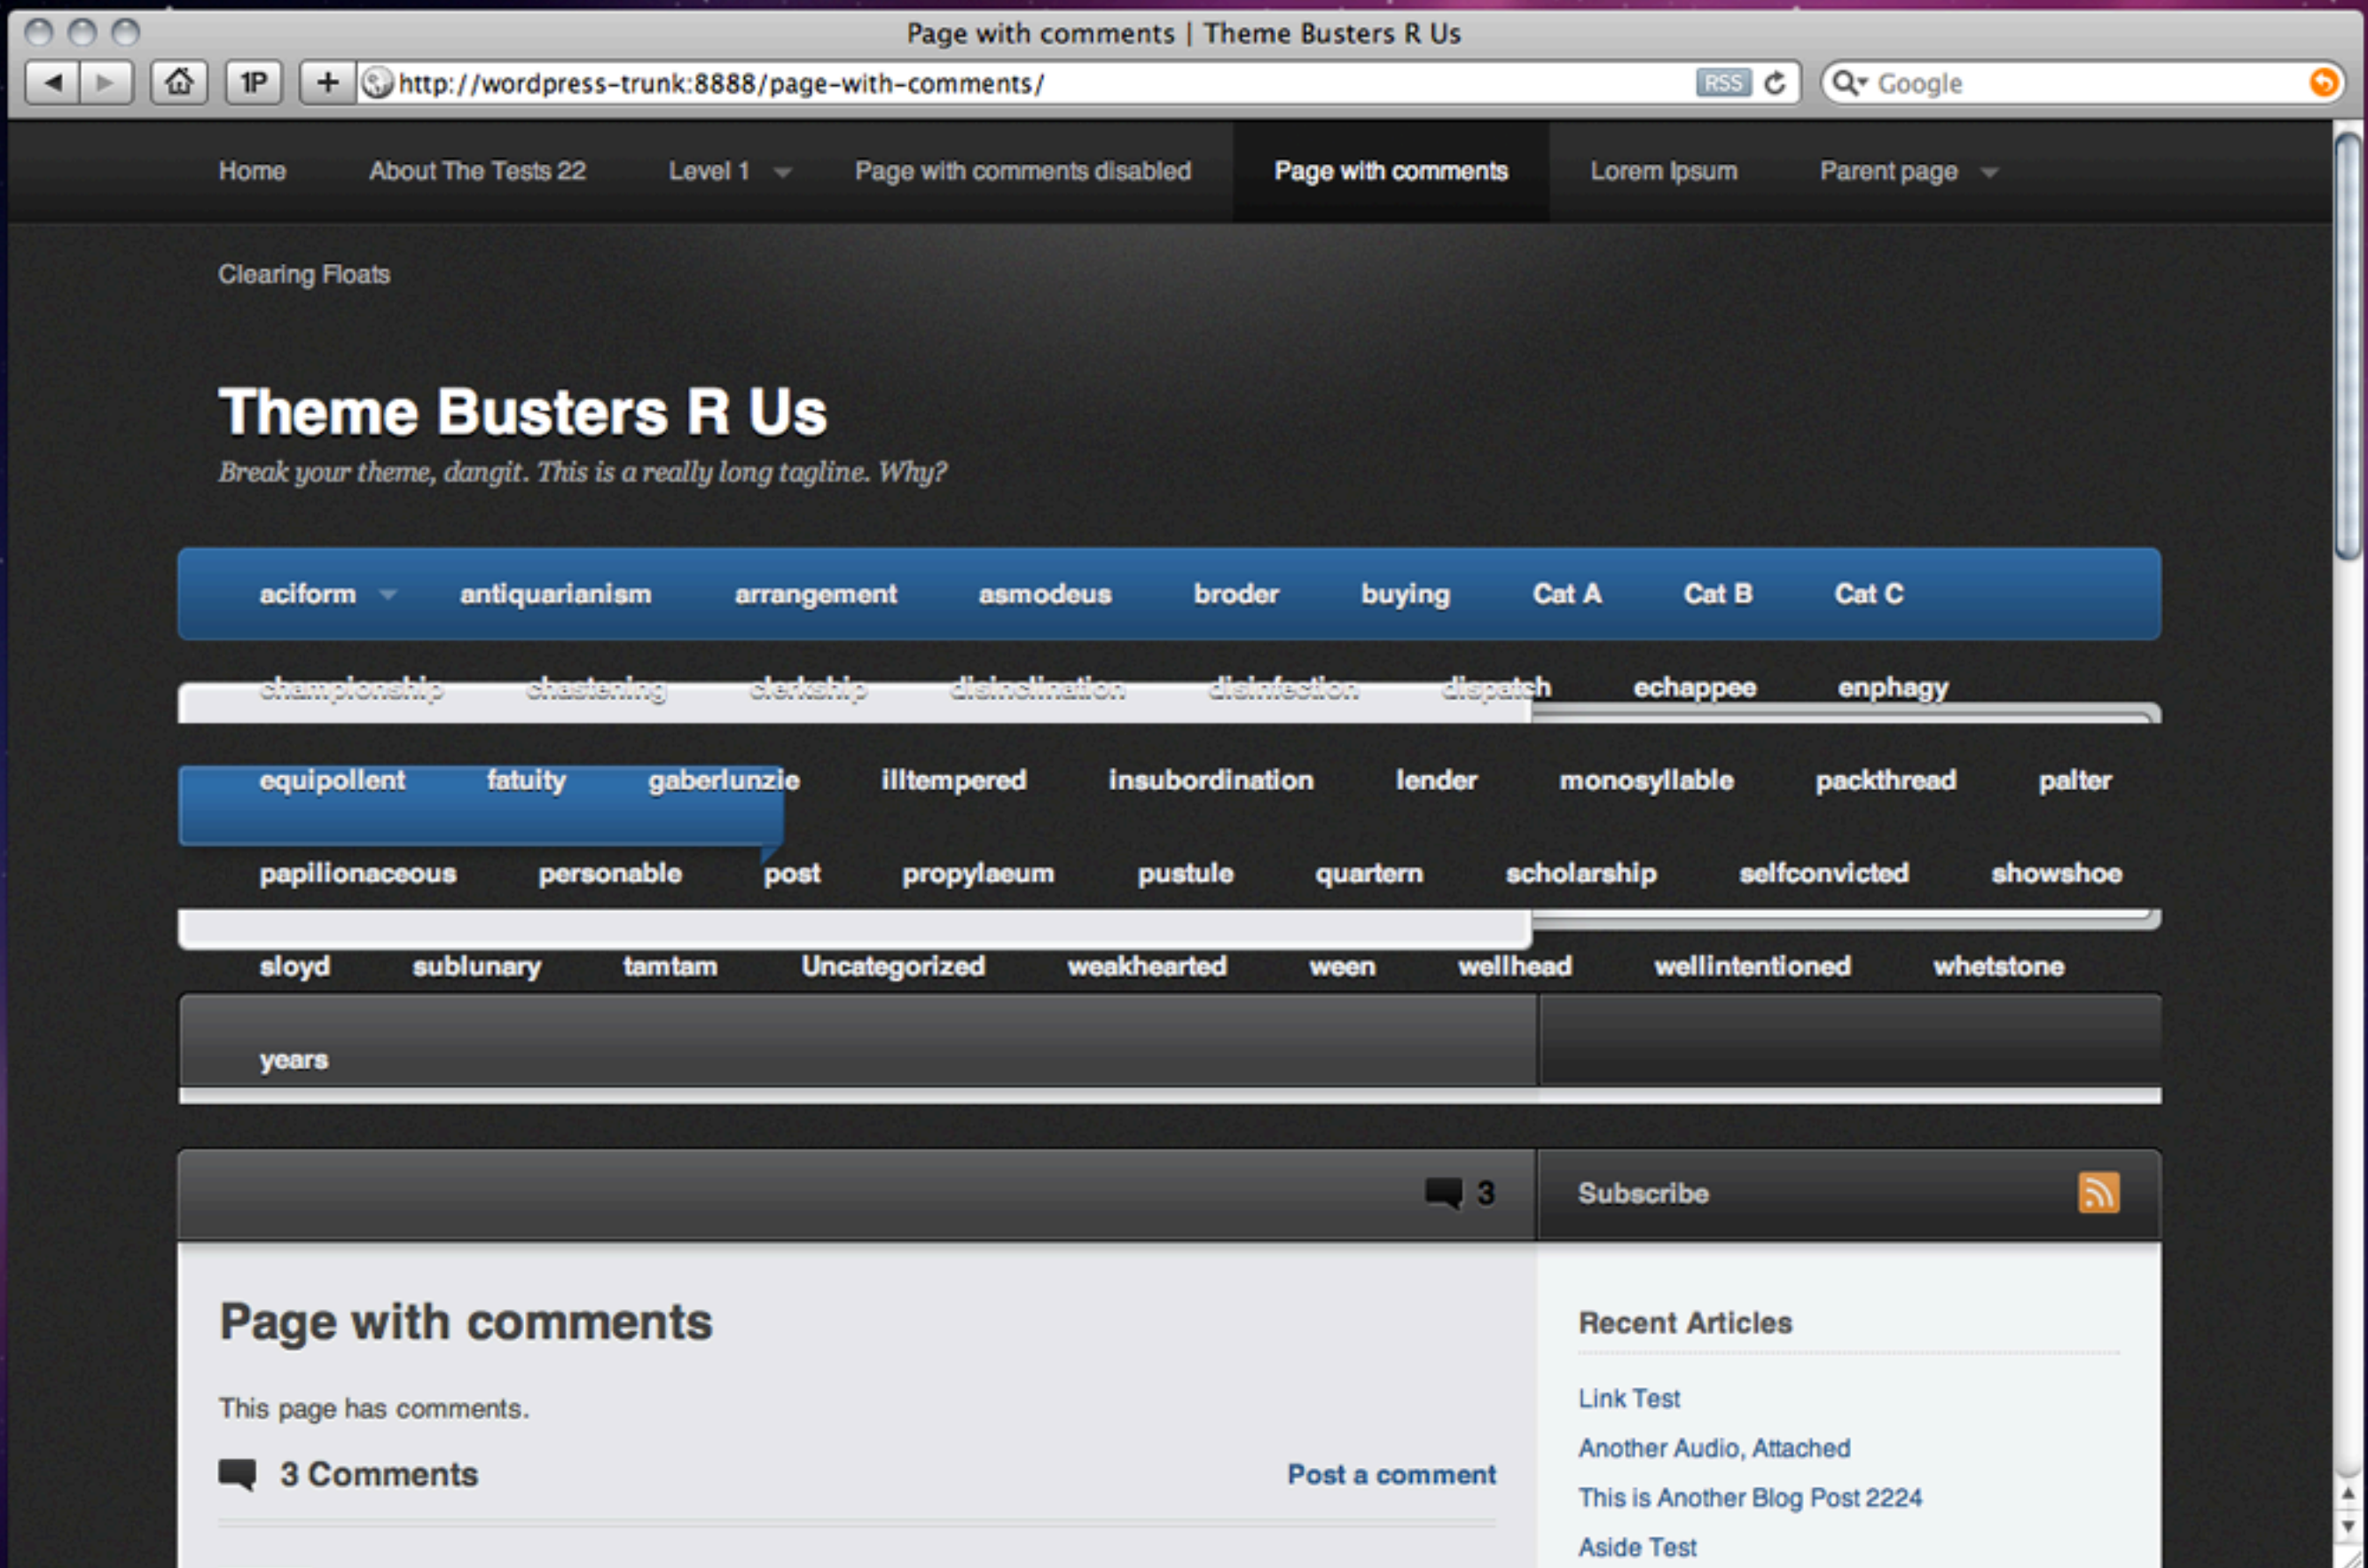 Page with comments | Theme Busters R Us
1P + http://wordpress-trunk:8888/page-with-comments/ RSS Google
Home About The Tests 22 Level 1 Page with comments disabled Page with comments Lorem Ipsum Parent page
Clearing Floats
Theme Busters R Us
Break your theme, dangit. This is a really long tagline. Why?
aciform antiquarianism arrangement asmodeus broder buying Cat A Cat B Cat C
championship chastening clerkship disinclination disinfection dispatch echappee enphagy
equipollent fatuity gaberlunzie illtempered insubordination lender monosyllable packthread palter
papilionaceous personable post propylaeum pustule quartern scholarship selfconvicted showshoe
sloyd sublunary tamtam Uncategorized weakhearted ween wellhead wellintentioned whetstone
years
3 Subscribe
Page with comments
This page has comments.
3 Comments Post a comment
Recent Articles
Link Test
Another Audio, Attached
This is Another Blog Post 2224
Aside Test